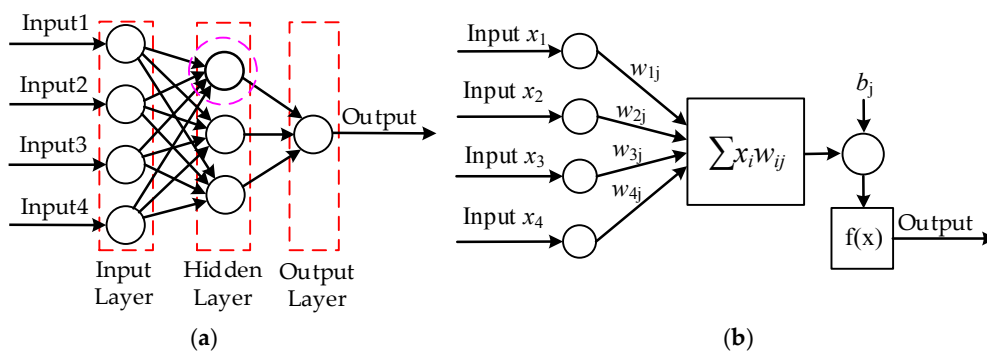 Input1
Input2
Input3
Input4
Output
Input
Layer
Hidden
Layer
Output
Layer
(a)
Input x₁
Input x₂
Input x₃
Input x₄
w₁ⱼ
w₂ⱼ
w₃ⱼ
w₄ⱼ
∑xᵢwᵢⱼ
bⱼ
f(x)
Output
(b)